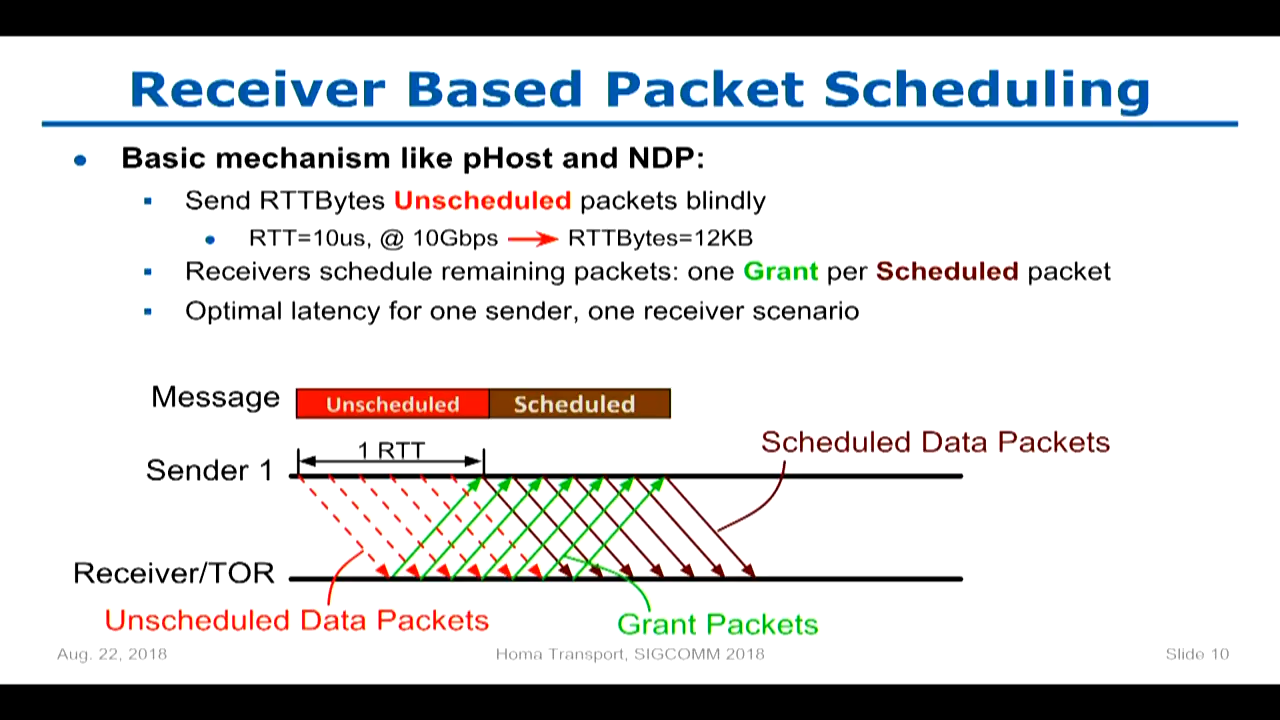 Receiver Based Packet Scheduling
Basic mechanism like pHost and NDP:
Send RTTBytes Unscheduled packets blindly
RTT=10us, @ 10Gbps → RTTBytes=12KB
Receivers schedule remaining packets: one Grant per Scheduled packet
Optimal latency for one sender, one receiver scenario
Message
Unscheduled
Scheduled
1 RTT
Scheduled Data Packets
Sender 1
Receiver/TOR
Unscheduled Data Packets
Grant Packets
Aug. 22, 2018
Homa Transport, SIGCOMM 2018
Slide 10